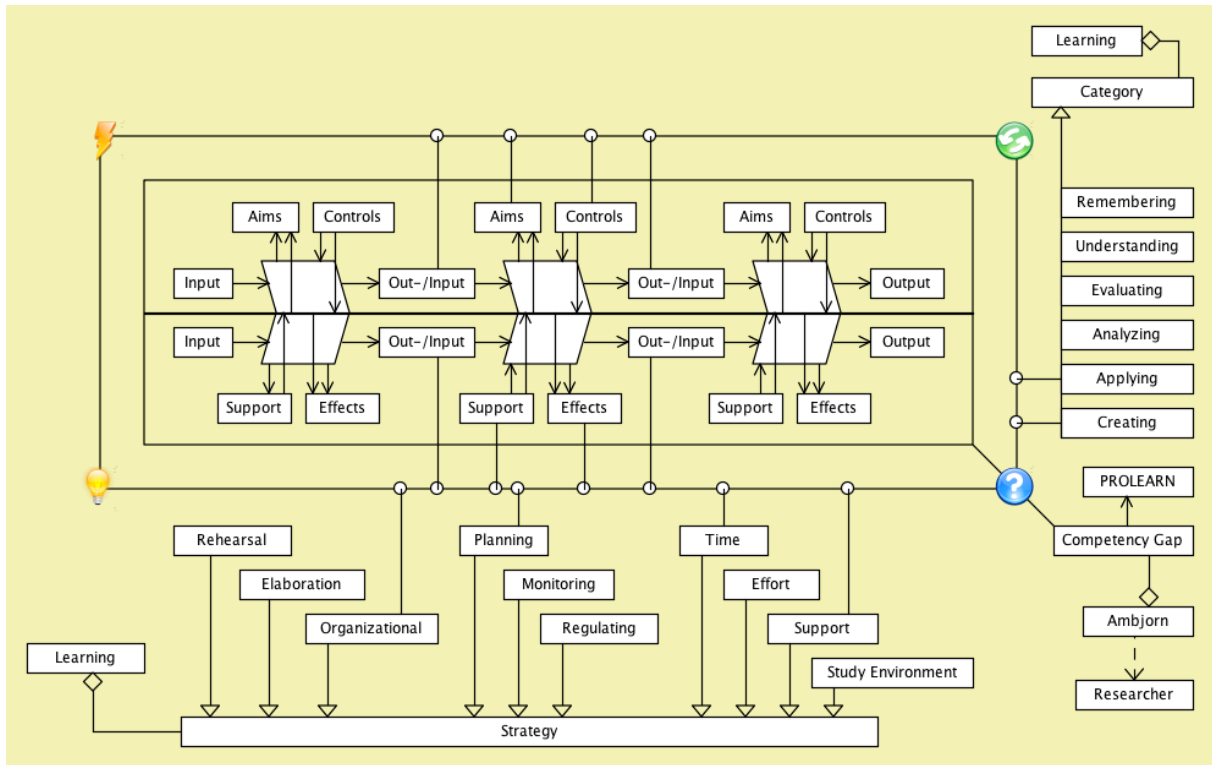 Learning
Category
Remembering
Understanding
Evaluating
Analyzing
Applying
Creating
Aims
Controls
Aims
Controls
Aims
Controls
Input
Out-/Input
Out-/Input
Output
Input
Out-/Input
Out-/Input
Output
Support
Effects
Support
Effects
Support
Effects
?
PROLEARN
Competency Gap
Ambjorn
Researcher
Rehearsal
Planning
Time
Elaboration
Monitoring
Effort
Organizational
Regulating
Support
Learning
Study Environment
Strategy